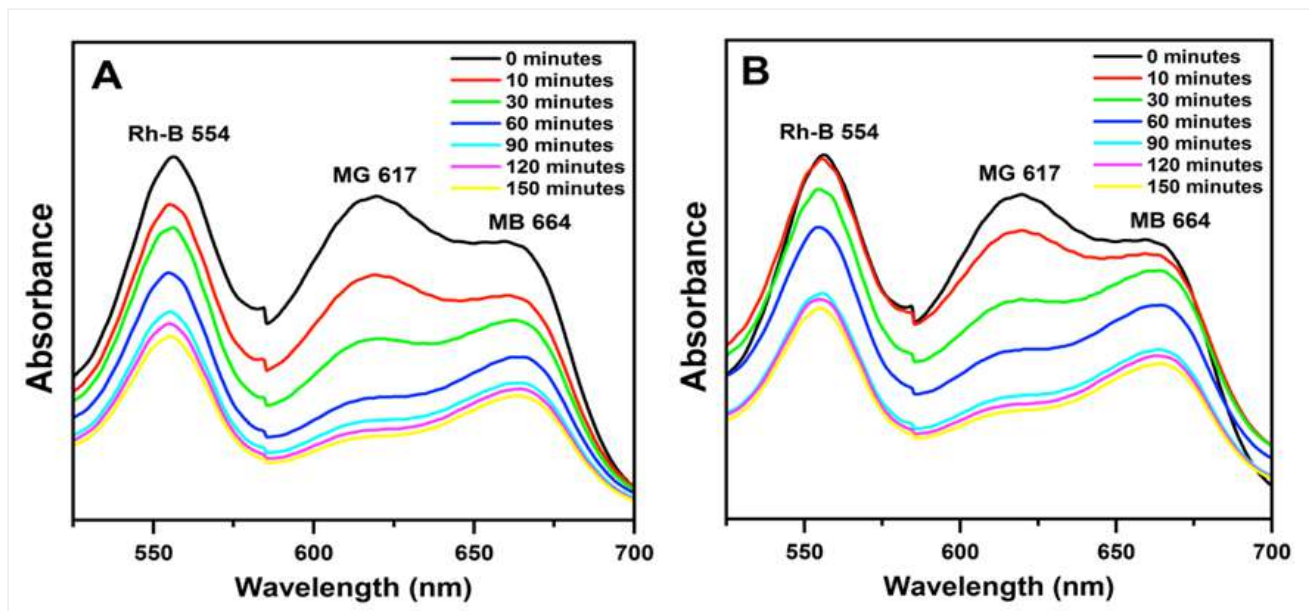 A
0 minutes
10 minutes
30 minutes
60 minutes
90 minutes
120 minutes
150 minutes
Rh-B 554
MG 617
MB 664
Absorbance
550
600
650
700
Wavelength (nm)
B
0 minutes
10 minutes
30 minutes
60 minutes
90 minutes
120 minutes
150 minutes
Rh-B 554
MG 617
MB 664
Absorbance
550
600
650
700
Wavelength (nm)